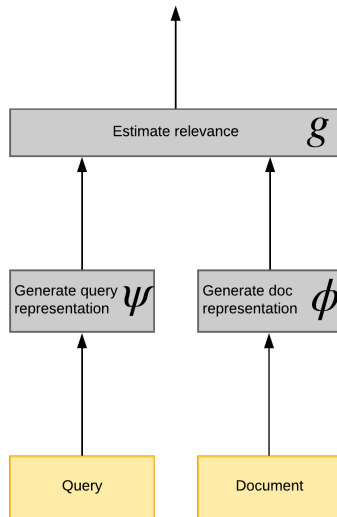 Estimate relevance g
Generate query
representation ψ
Generate doc
representation ϕ
Query
Document